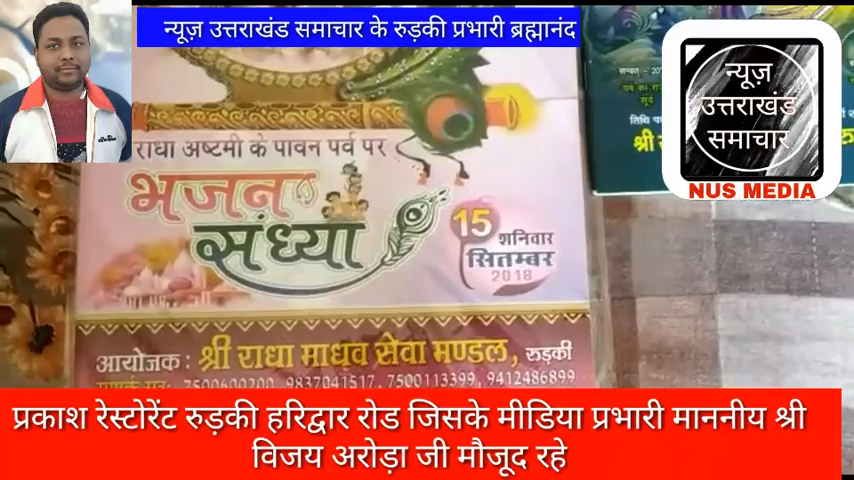 न्यूज़ उत्तराखंड समाचार के रुड़की प्रभारी ब्रह्मानंद
न्यूज़
उत्तराखंड
समाचार
NUS MEDIA
राधा अष्टमी के पावन पर्व पर
भजन
संध्या
15
शनिवार
सितम्बर
2018
तिथि
श्री
आयोजक : श्री राधा माधव सेवा मण्डल, रुड़की
7500600200, 9837041517, 7500113399, 9412486899
प्रकाश रेस्टोरेंट रुड़की हरिद्वार रोड जिसके मीडिया प्रभारी माननीय श्री
विजय अरोड़ा जी मौजूद रहे